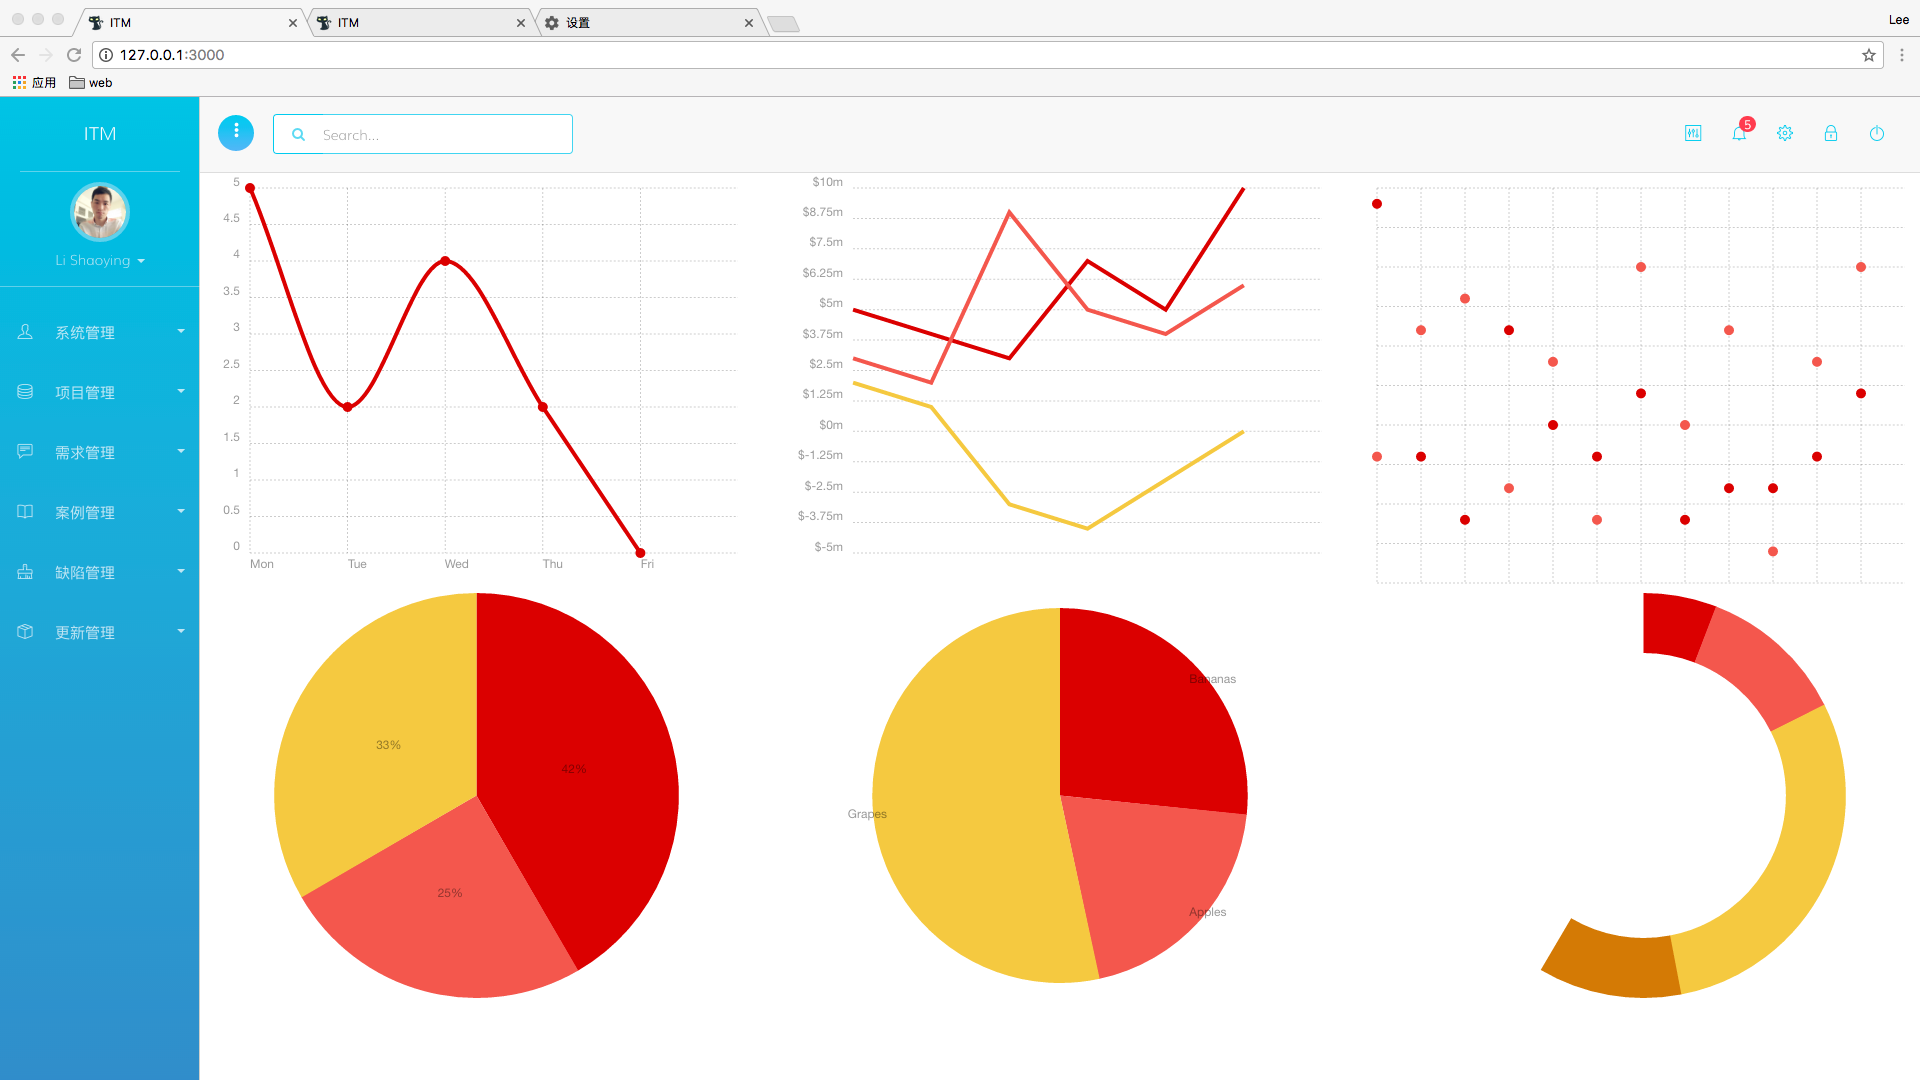 ITM
ITM
设置
Lee
127.0.0.1:3000
应用
web
ITM
Search...
5
Li Shaoying
系统管理
项目管理
需求管理
案例管理
缺陷管理
更新管理
5
4.5
4
3.5
3
2.5
2
1.5
1
0.5
0
Mon Tue Wed Thu Fri
$10m
$8.75m
$7.5m
$6.25m
$5m
$3.75m
$2.5m
$1.25m
$0m
$-1.25m
$-2.5m
$-3.75m
$-5m
33%
42%
25%
Bananas
Grapes
Apples